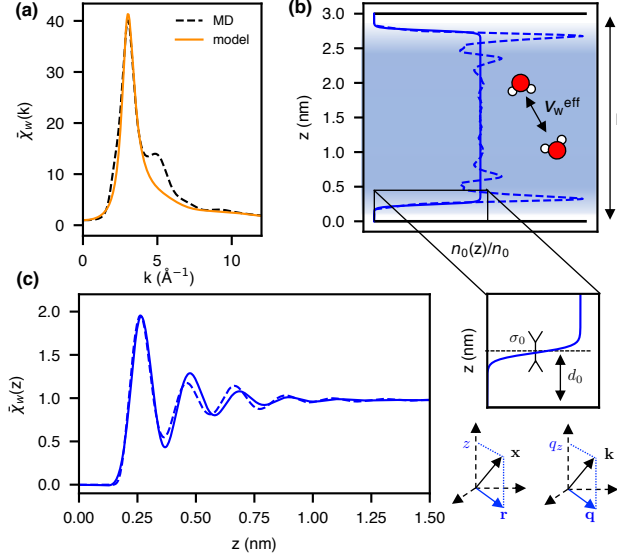 (a)
MD
model
χ̄w(k)
40
30
20
10
0
0
5
10
k (Å⁻¹)
(b)
z (nm)
3.0
2.5
2.0
1.5
1.0
0.5
0.0
Vw^eff
n0(z)/n0
(c)
χ̄w(z)
2.0
1.5
1.0
0.5
0.0
0.00
0.25
0.50
0.75
1.00
1.25
1.50
z (nm)
z (nm)
σ0
d0
z
x
r
qz
k
q